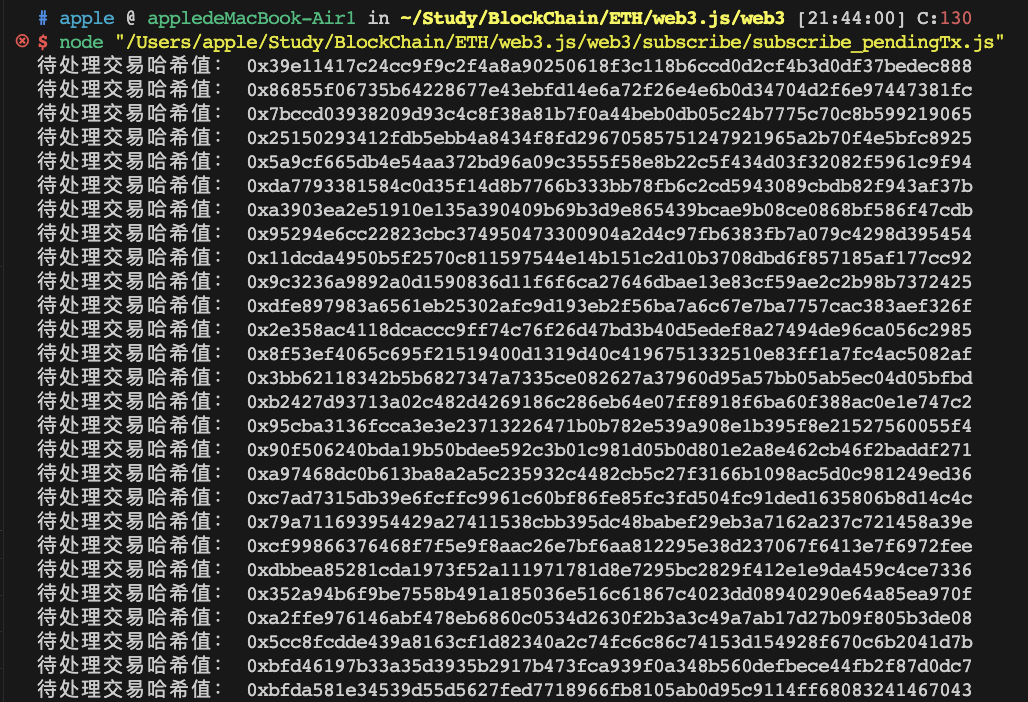 # apple @ appledeMacBook-Air1 in ~/Study/BlockChain/ETH/web3.js/web3 [21:44:00] C:130
$ node "/Users/apple/Study/BlockChain/ETH/web3.js/web3/subscribe/subscribe_pendingTx.js"
待处理交易哈希值: 0x39e11417c24cc9f9c2f4a8a90250618f3c118b6ccd0d2cf4b3d0df37bedec888
待处理交易哈希值: 0x86855f06735b64228677e43ebfd14e6a72f26e4e6b0d34704d2f6e97447381fc
待处理交易哈希值: 0x7bccd03938209d93c4c8f38a81b7f0a44beb0db05c24b7775c70c8b599219065
待处理交易哈希值: 0x25150293412fdb5ebb4a8434f8fd29670585751247921965a2b70f4e5bfc8925
待处理交易哈希值: 0x5a9cf665db4e54aa372bd96a09c3555f58e8b22c5f434d03f32082f5961c9f94
待处理交易哈希值: 0xda7793381584c0d35f14d8b7766b333bb78fb6c2cd5943089cbdb82f943af37b
待处理交易哈希值: 0xa3903ea2e51910e135a390409b69b3d9e865439bcae9b08ce0868bf586f47cdb
待处理交易哈希值: 0x95294e6cc22823cbc374950473300904a2d4c97fb6383fb7a079c4298d395454
待处理交易哈希值: 0x11dcda4950b5f2570c811597544e14b151c2d10b3708dbd6f857185af177cc92
待处理交易哈希值: 0x9c3236a9892a0d1590836d11f6f6ca27646dbae13e83cf59ae2c2b98b7372425
待处理交易哈希值: 0xdfe897983a6561eb25302afc9d193eb2f56ba7a6c67e7ba7757cac383aef326f
待处理交易哈希值: 0x2e358ac4118dcaccc9ff74c76f26d47bd3b40d5edef8a27494de96ca056c2985
待处理交易哈希值: 0x8f53ef4065c695f21519400d1319d40c4196751332510e83ff1a7fc4ac5082af
待处理交易哈希值: 0x3bb62118342b5b6827347a7335ce082627a37960d95a57bb05ab5ec04d05bfbd
待处理交易哈希值: 0xb2427d93713a02c482d4269186c286eb64e07ff8918f6ba60f388ac0e1e747c2
待处理交易哈希值: 0x95cba3136fcca3e3e23713226471b0b782e539a908e1b395f8e21527560055f4
待处理交易哈希值: 0x90f506240bda19b50bdee592c3b01c981d05b0d801e2a8e462cb46f2baddf271
待处理交易哈希值: 0xa97468dc0b613ba8a2a5c235932c4482cb5c27f3166b1098ac5d0c981249ed36
待处理交易哈希值: 0xc7ad7315db39e6fcffc9961c60bf86fe85fc3fd504fc91ded1635806b8d14c4c
待处理交易哈希值: 0x79a711693954429a27411538cbb395dc48babef29eb3a7162a237c721458a39e
待处理交易哈希值: 0xcf99866376468f7f5e9f8aac26e7bf6aa812295e38d237067f6413e7f6972fee
待处理交易哈希值: 0xdbbea85281cda1973f52a111971781d8e7295bc2829f412e1e9da459c4ce7336
待处理交易哈希值: 0x352a94b6f9be7558b491a185036e516c61867c4023dd08940290e64a85ea970f
待处理交易哈希值: 0xa2ffe976146abf478eb6860c0534d2630f2b3a3c49a7ab17d27b09f805b3de08
待处理交易哈希值: 0x5cc8fcdde439a8163cf1d82340a2c74fc6c86c74153d154928f670c6b2041d7b
待处理交易哈希值: 0xbfd46197b33a35d3935b2917b473fca939f0a348b560defbece44fb2f87d0dc7
待处理交易哈希值: 0xbfda581e34539d55d5627fed7718966fb8105ab0d95c9114ff68083241467043